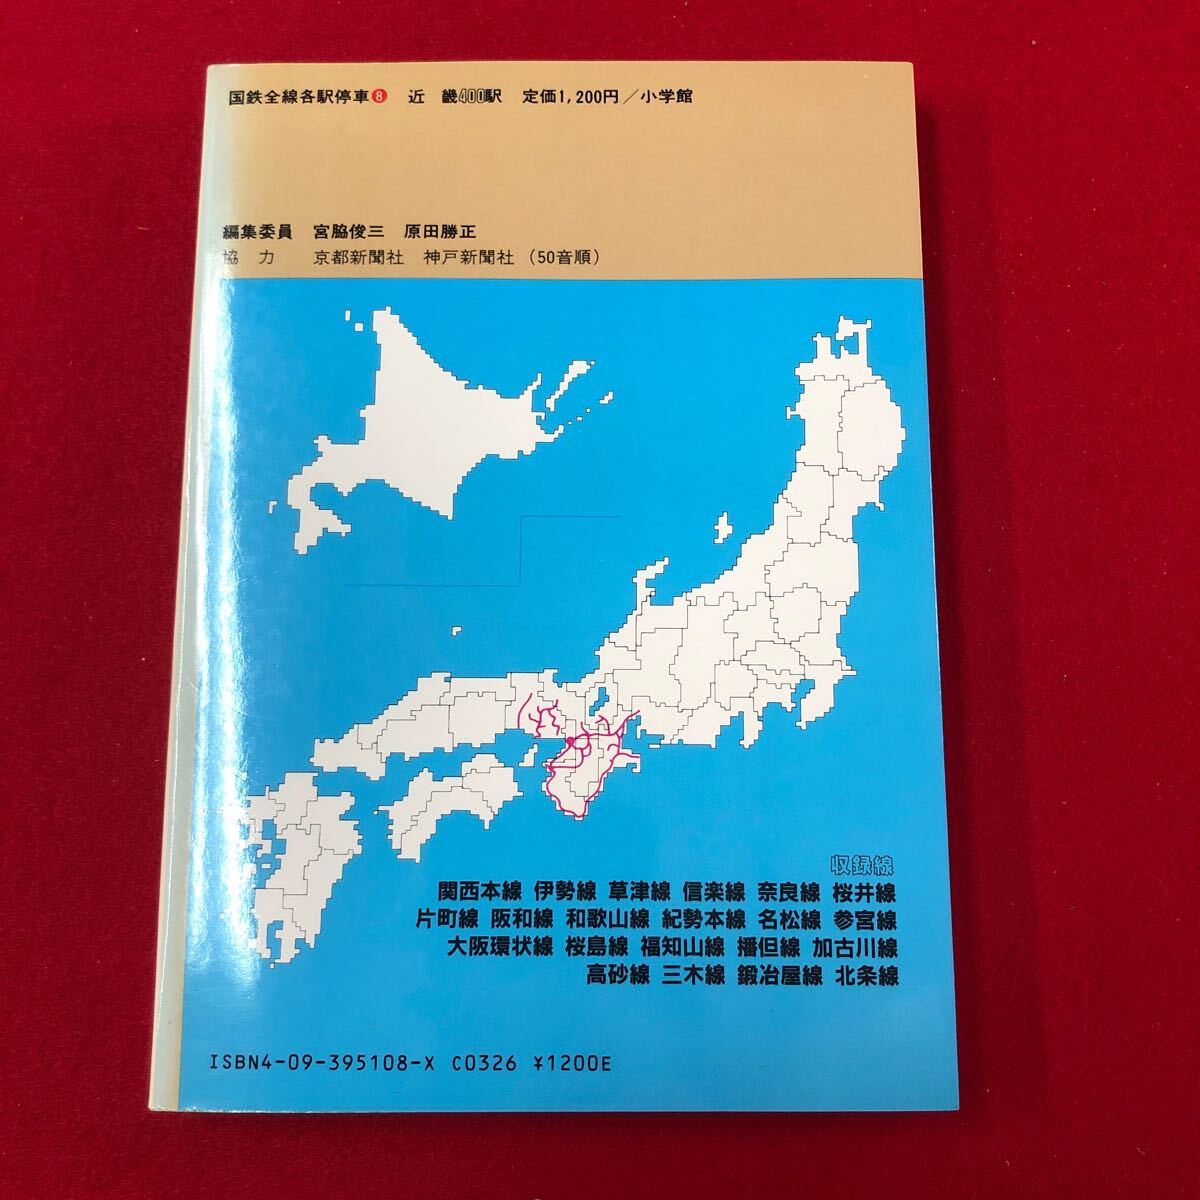 国鉄全線各駅停車8 近 畿400駅 定価1,200円／小学館
編集委員 宮脇俊三 原田勝正
協 力 京都新聞社 神戸新聞社（50音順）
収録線
関西本線 伊勢線 草津線 信楽線 奈良線 桜井線
片町線 阪和線 和歌山線 紀勢本線 名松線 参宮線
大阪環状線 桜島線 福知山線 播但線 加古川線
高砂線 三木線 鍛冶屋線 北条線
ISBN4-09-395108-X C0326 ¥1200E